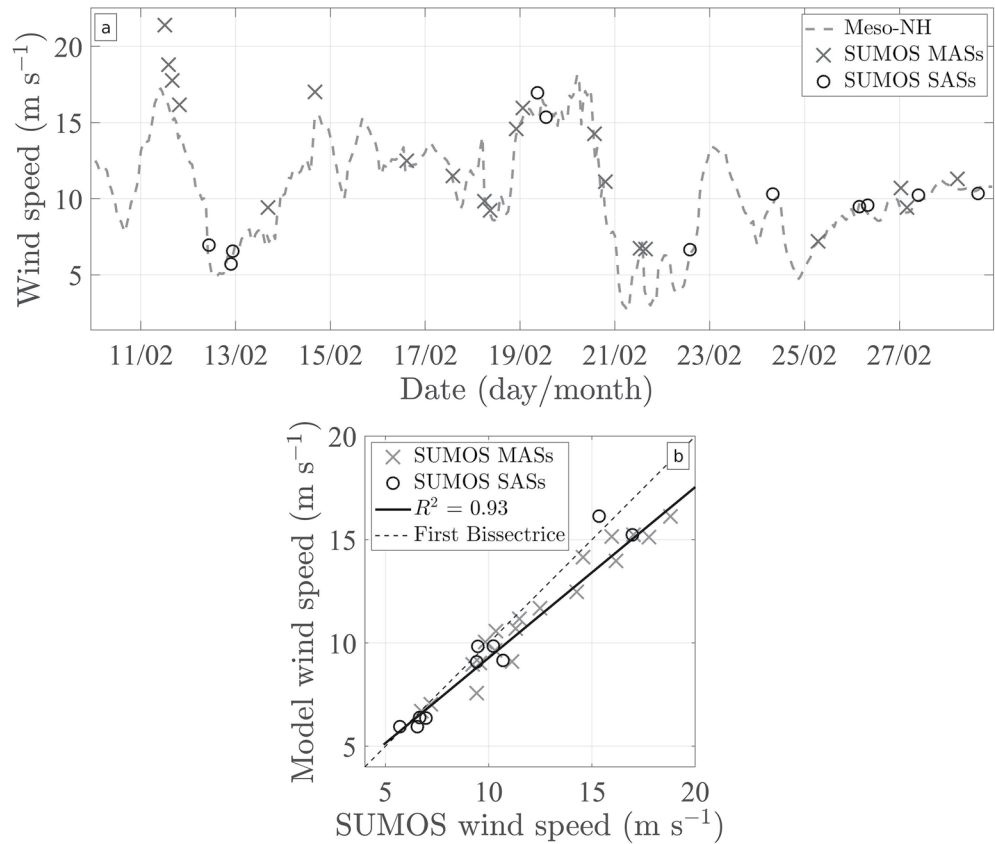 a
Meso-NH
SUMOS MASs
SUMOS SASs
Wind speed (m s⁻¹)
20
15
10
5
11/02 13/02 15/02 17/02 19/02 21/02 23/02 25/02 27/02
Date (day/month)
b
SUMOS MASs
SUMOS SASs
R² = 0.93
First Bissectrice
Model wind speed (m s⁻¹)
20
15
10
5
5 10 15 20
SUMOS wind speed (m s⁻¹)